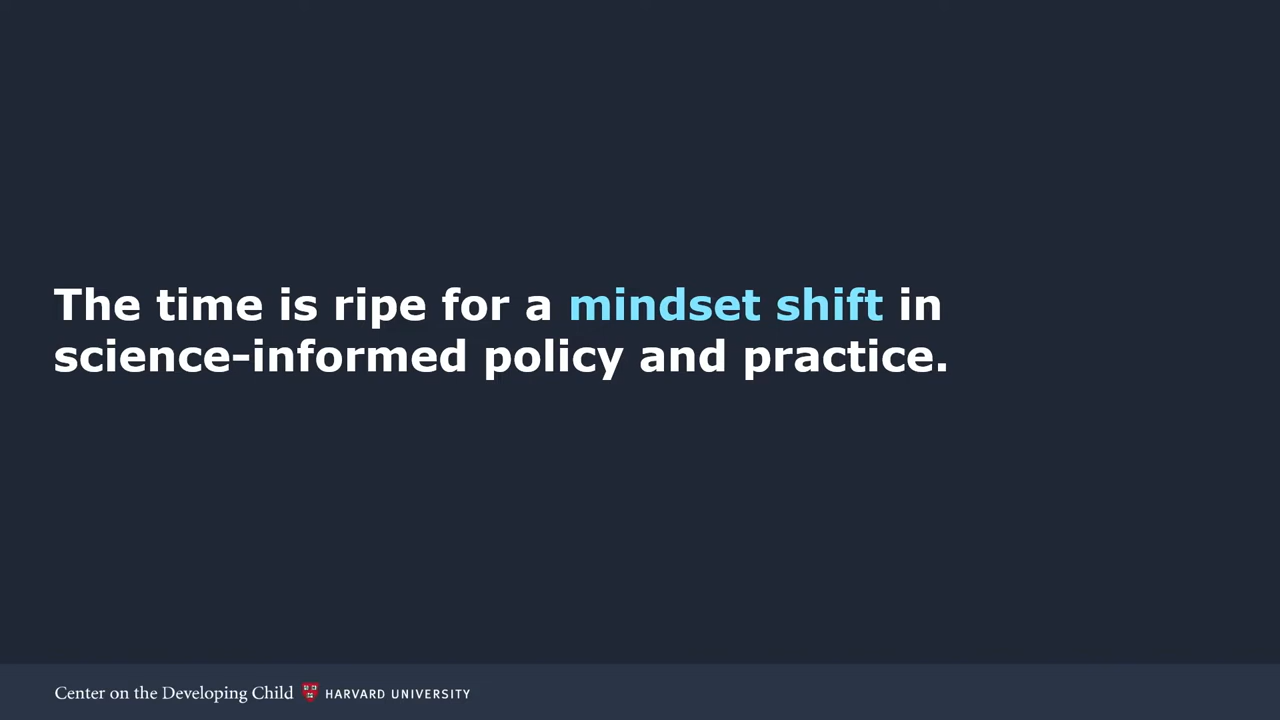 The time is ripe for a mindset shift in
science-informed policy and practice.
Center on the Developing Child HARVARD UNIVERSITY